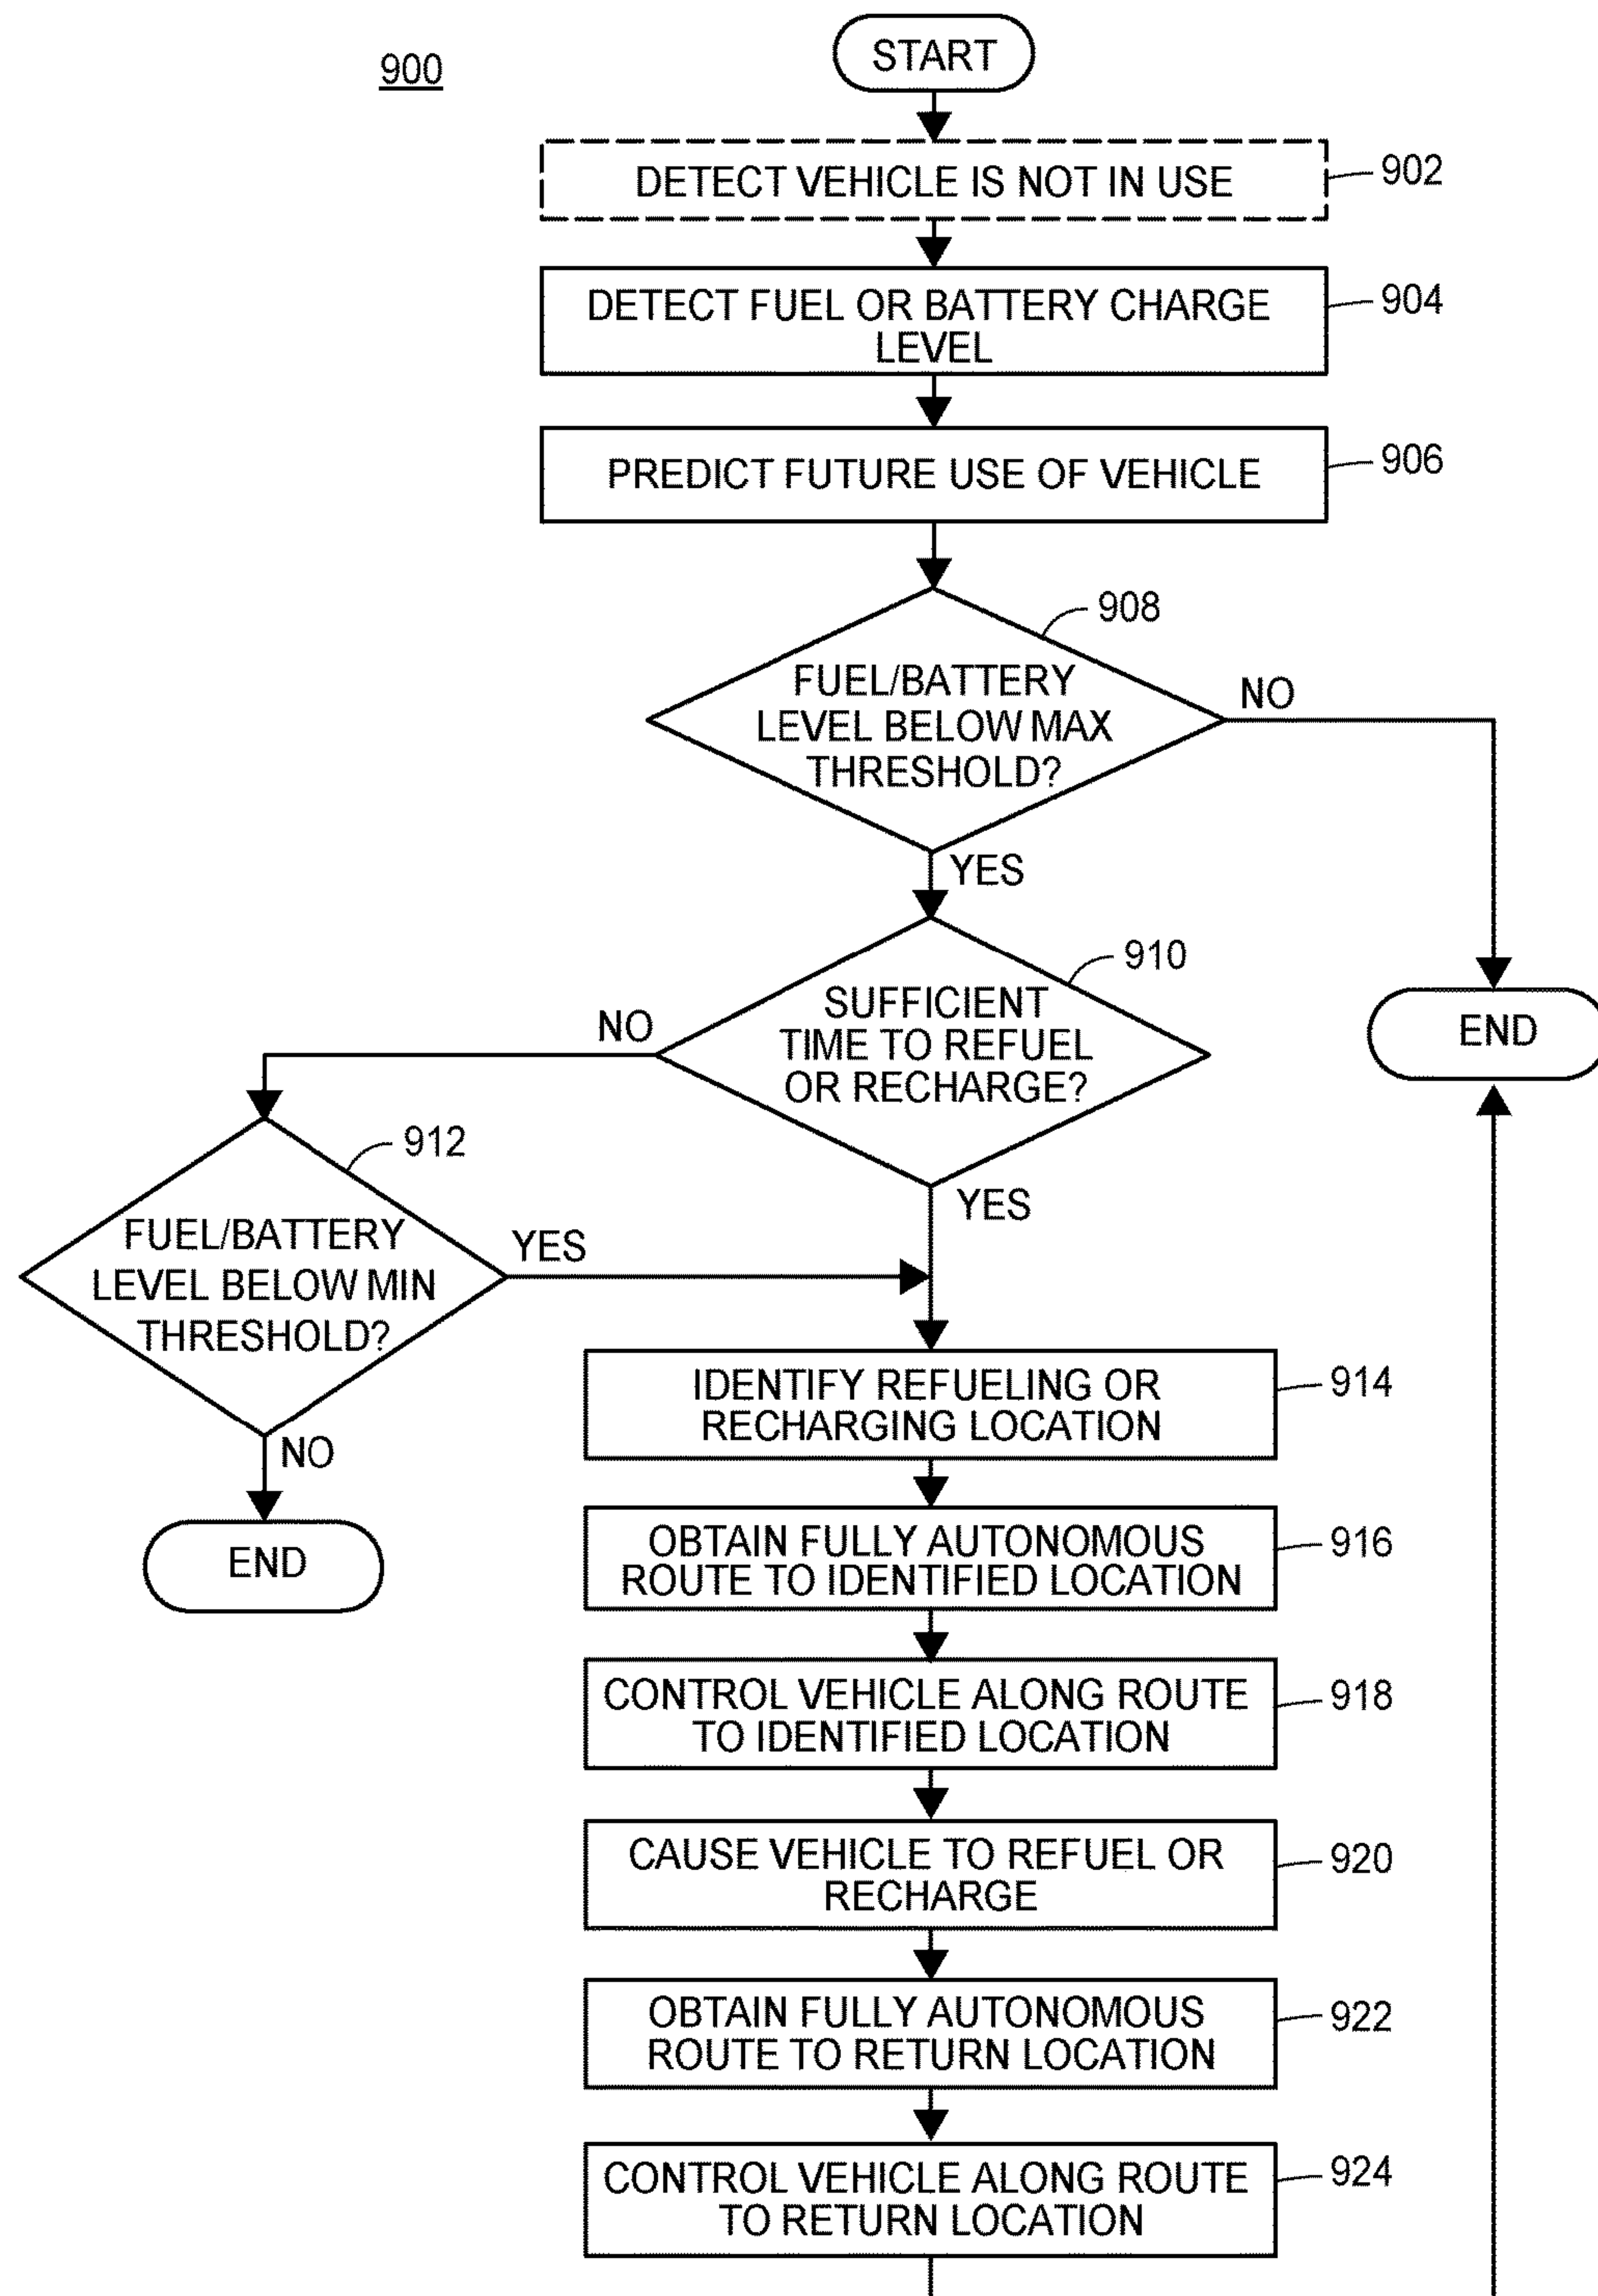 900
START
DETECT VEHICLE IS NOT IN USE
902
DETECT FUEL OR BATTERY CHARGE
LEVEL
904
PREDICT FUTURE USE OF VEHICLE
906
908
FUEL/BATTERY
LEVEL BELOW MAX
THRESHOLD?
NO
YES
910
SUFFICIENT
TIME TO REFUEL
OR RECHARGE?
NO
YES
END
912
FUEL/BATTERY
LEVEL BELOW MIN
THRESHOLD?
YES
NO
END
IDENTIFY REFUELING OR
RECHARGING LOCATION
914
OBTAIN FULLY AUTONOMOUS
ROUTE TO IDENTIFIED LOCATION
916
CONTROL VEHICLE ALONG ROUTE
TO IDENTIFIED LOCATION
918
CAUSE VEHICLE TO REFUEL OR
RECHARGE
920
OBTAIN FULLY AUTONOMOUS
ROUTE TO RETURN LOCATION
922
CONTROL VEHICLE ALONG ROUTE
TO RETURN LOCATION
924